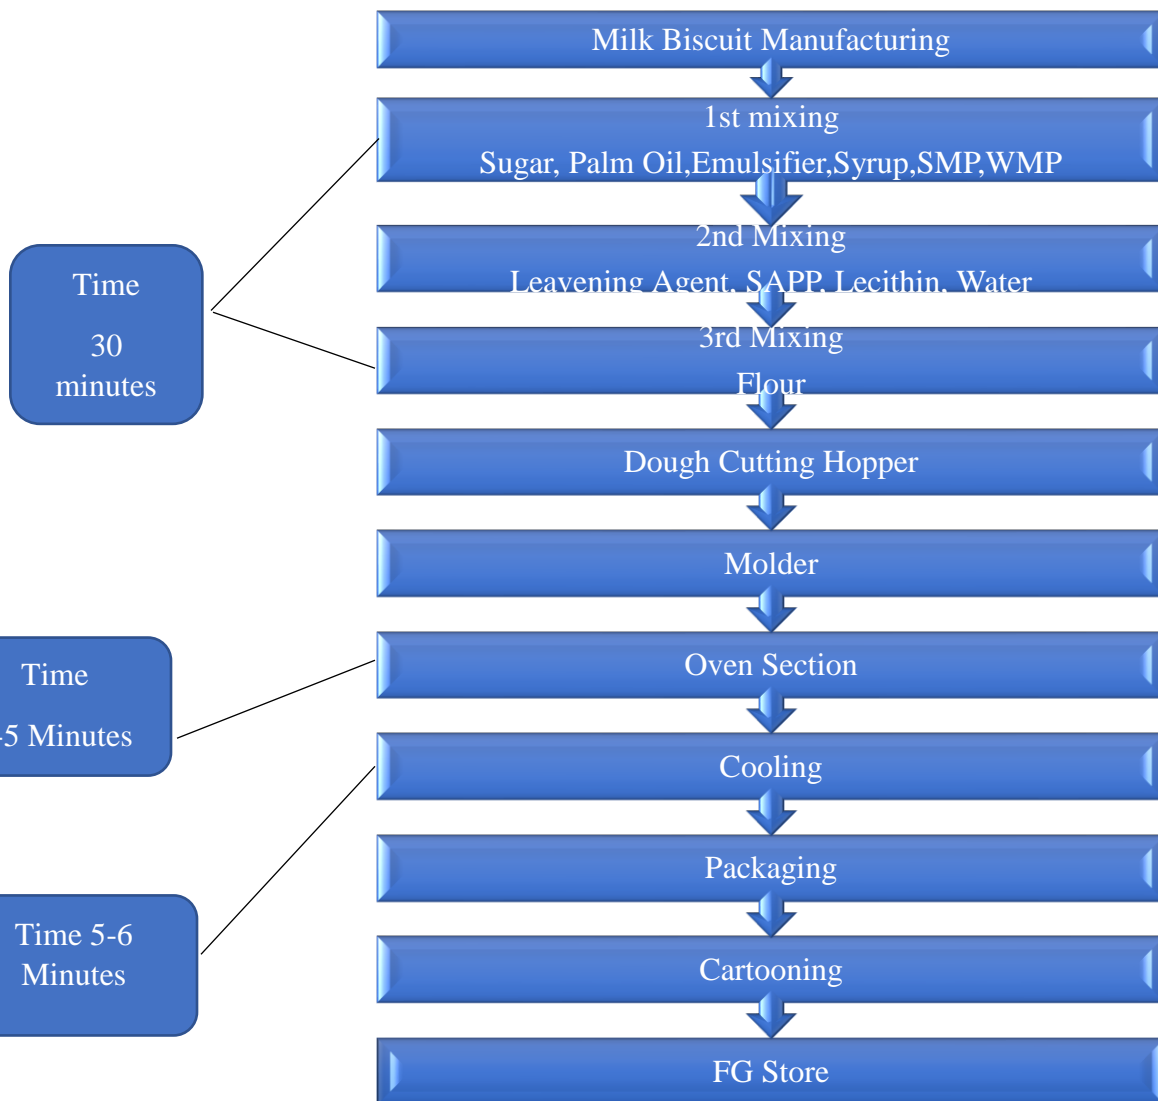 Milk Biscuit Manufacturing
1st mixing
Sugar, Palm Oil,Emulsifier,Syrup,SMP,WMP
2nd Mixing
Leavening Agent, SAPP, Lecithin, Water
3rd Mixing
Flour
Time
30
minutes
Dough Cutting Hopper
Molder
Oven Section
Time
-5 Minutes
Cooling
Packaging
Time 5-6
Minutes
Cartooning
FG Store